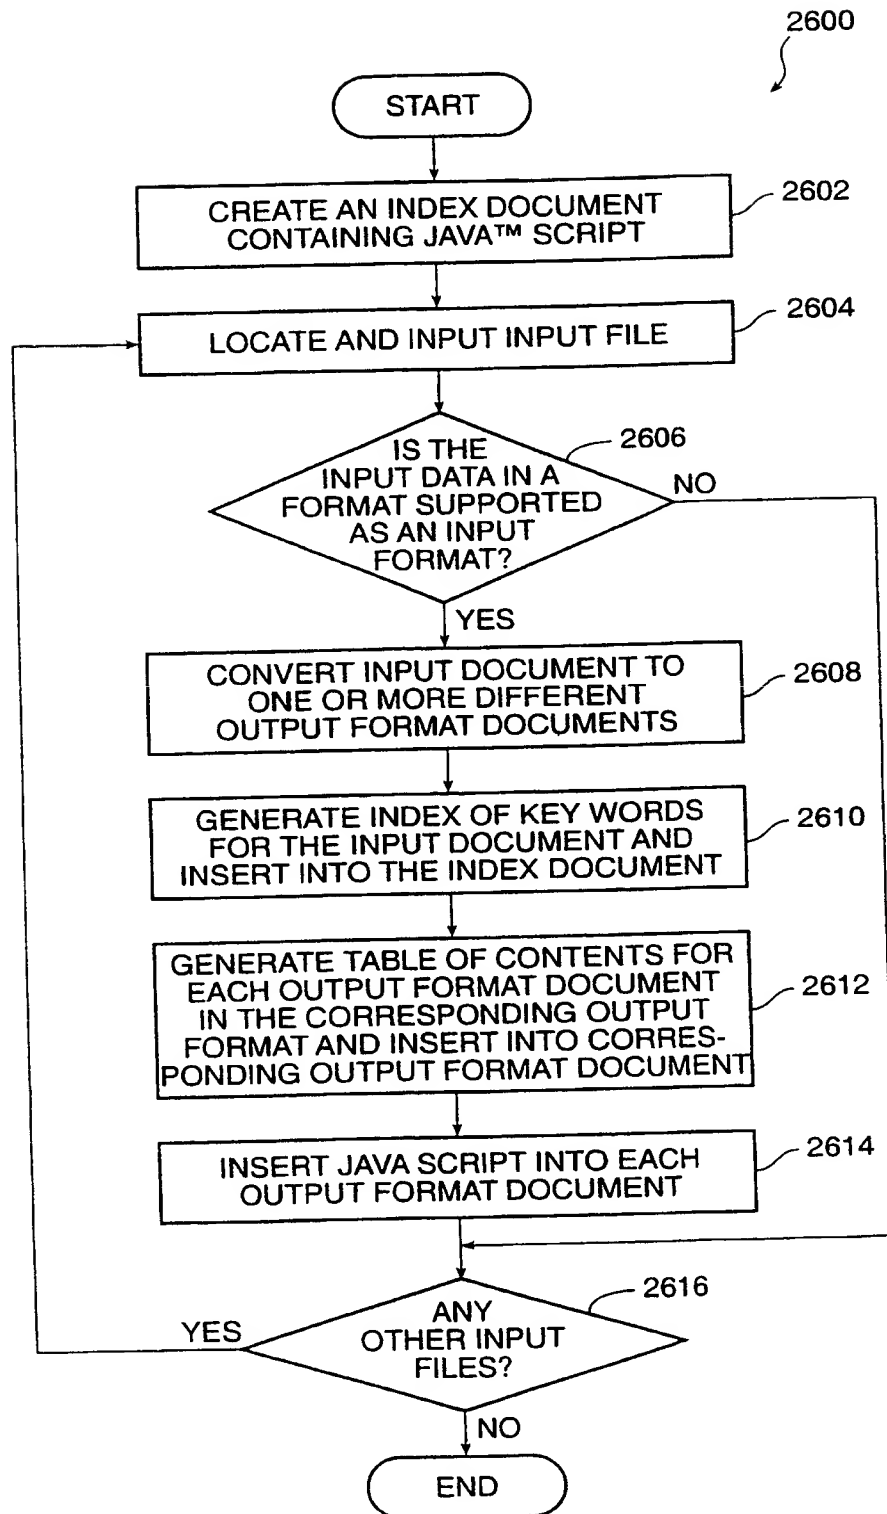 2600
START
CREATE AN INDEX DOCUMENT
CONTAINING JAVA™ SCRIPT
2602
LOCATE AND INPUT INPUT FILE
2604
IS THE
INPUT DATA IN A
FORMAT SUPPORTED
AS AN INPUT
FORMAT?
2606
NO
YES
CONVERT INPUT DOCUMENT TO
ONE OR MORE DIFFERENT
OUTPUT FORMAT DOCUMENTS
2608
GENERATE INDEX OF KEY WORDS
FOR THE INPUT DOCUMENT AND
INSERT INTO THE INDEX DOCUMENT
2610
GENERATE TABLE OF CONTENTS FOR
EACH OUTPUT FORMAT DOCUMENT
IN THE CORRESPONDING OUTPUT
FORMAT AND INSERT INTO CORRES-
PONDING OUTPUT FORMAT DOCUMENT
2612
INSERT JAVA SCRIPT INTO EACH
OUTPUT FORMAT DOCUMENT
2614
ANY
OTHER INPUT
FILES?
2616
YES
NO
END